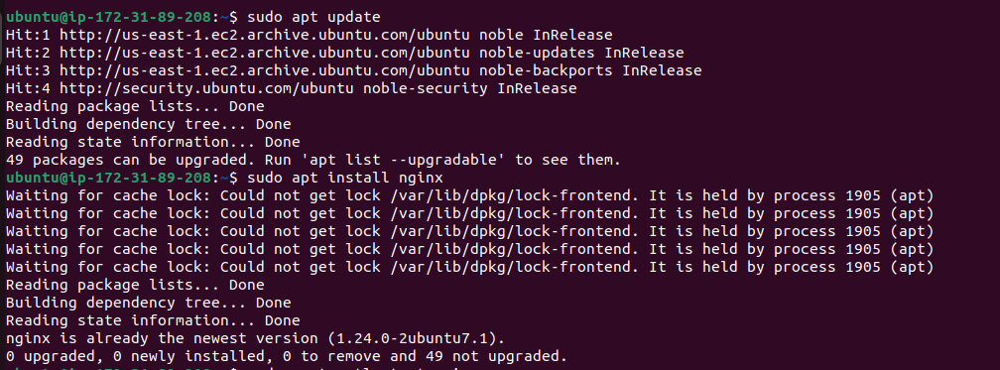 ubuntu@ip-172-31-89-208:~$ sudo apt update
Hit:1 http://us-east-1.ec2.archive.ubuntu.com/ubuntu noble InRelease
Hit:2 http://us-east-1.ec2.archive.ubuntu.com/ubuntu noble-updates InRelease
Hit:3 http://us-east-1.ec2.archive.ubuntu.com/ubuntu noble-backports InRelease
Hit:4 http://security.ubuntu.com/ubuntu noble-security InRelease
Reading package lists... Done
Building dependency tree... Done
Reading state information... Done
49 packages can be upgraded. Run 'apt list --upgradable' to see them.
ubuntu@ip-172-31-89-208:~$ sudo apt install nginx
Waiting for cache lock: Could not get lock /var/lib/dpkg/lock-frontend. It is held by process 1905 (apt)
Waiting for cache lock: Could not get lock /var/lib/dpkg/lock-frontend. It is held by process 1905 (apt)
Waiting for cache lock: Could not get lock /var/lib/dpkg/lock-frontend. It is held by process 1905 (apt)
Waiting for cache lock: Could not get lock /var/lib/dpkg/lock-frontend. It is held by process 1905 (apt)
Waiting for cache lock: Could not get lock /var/lib/dpkg/lock-frontend. It is held by process 1905 (apt)
Reading package lists... Done
Building dependency tree... Done
Reading state information... Done
nginx is already the newest version (1.24.0-2ubuntu7.1).
0 upgraded, 0 newly installed, 0 to remove and 49 not upgraded.